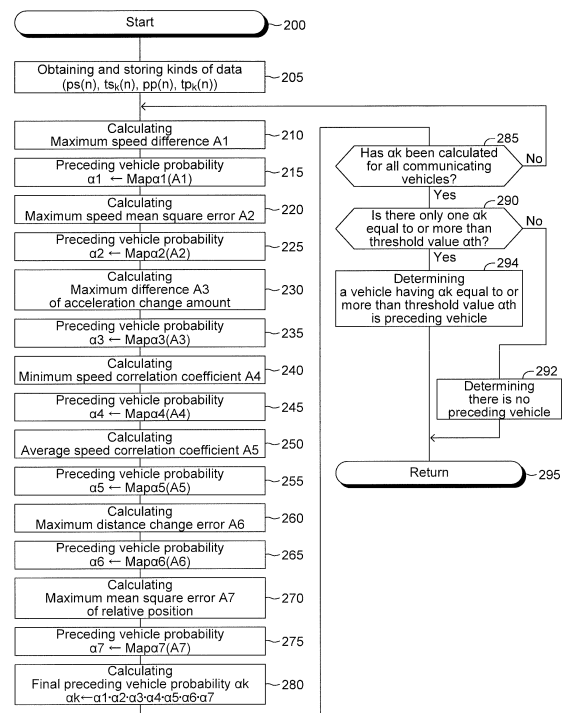 Start
200
Obtaining and storing kinds of data
(ps(n), tsk(n), pp(n), tpk(n))
205
Calculating
Maximum speed difference A1
210
Preceding vehicle probability
α1 ← Mapα1(A1)
215
Calculating
Maximum speed mean square error A2
220
Preceding vehicle probability
α2 ← Mapα2(A2)
225
Calculating
Maximum difference A3
of acceleration change amount
230
Preceding vehicle probability
α3 ← Mapα3(A3)
235
Calculating
Minimum speed correlation coefficient A4
240
Preceding vehicle probability
α4 ← Mapα4(A4)
245
Calculating
Average speed correlation coefficient A5
250
Preceding vehicle probability
α5 ← Mapα5(A5)
255
Calculating
Maximum distance change error A6
260
Preceding vehicle probability
α6 ← Mapα6(A6)
265
Calculating
Maximum mean square error A7
of relative position
270
Preceding vehicle probability
α7 ← Mapα7(A7)
275
Calculating
Final preceding vehicle probability αk
αk←α1·α2·α3·α4·α5·α6·α7
280
285
Has αk been calculated
for all communicating
vehicles?
No
Yes
290
Is there only one αk
equal to or more than
threshold value αth?
No
Yes
294
Determining
a vehicle having αk equal to or
more than threshold value αth
is preceding vehicle
292
Determining
there is no
preceding vehicle
Return
295